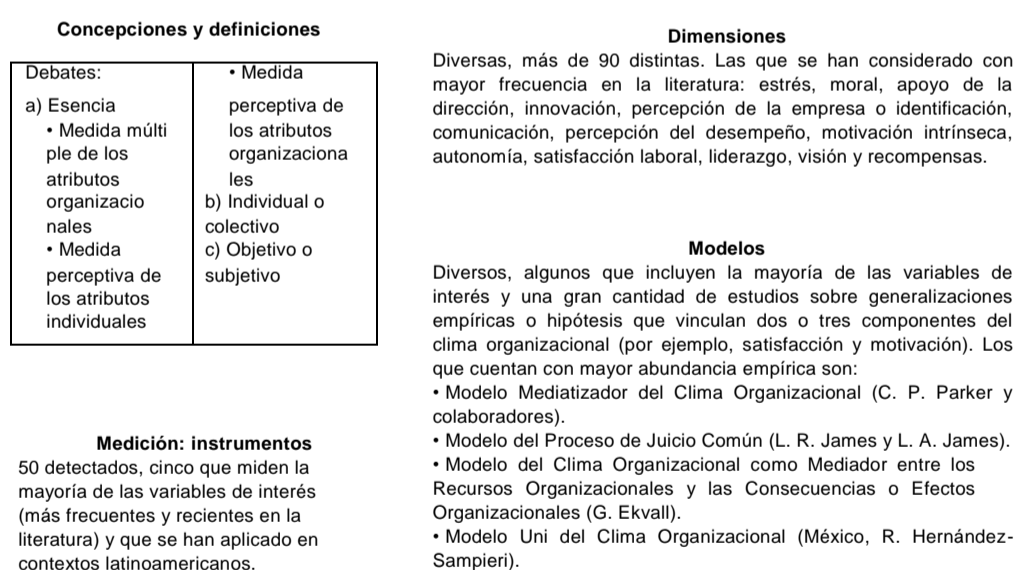 Concepciones y definiciones
Debates:
a) Esencia
• Medida múlti
ple de los
atributos
organizacio
nales
• Medida
perceptiva de
los atributos
individuales
• Medida
perceptiva de
los atributos
organizaciona
les
b) Individual o
colectivo
c) Objetivo o
subjetivo
Medición: instrumentos
50 detectados, cinco que miden la
mayoría de las variables de interés
(más frecuentes y recientes en la
literatura) y que se han aplicado en
contextos latinoamericanos.
Dimensiones
Diversas, más de 90 distintas. Las que se han considerado con
mayor frecuencia en la literatura: estrés, moral, apoyo de la
dirección, innovación, percepción de la empresa o identificación,
comunicación, percepción del desempeño, motivación intrínseca,
autonomía, satisfacción laboral, liderazgo, visión y recompensas.
Modelos
Diversos, algunos que incluyen la mayoría de las variables de
interés y una gran cantidad de estudios sobre generalizaciones
empíricas o hipótesis que vinculan dos o tres componentes del
clima organizacional (por ejemplo, satisfacción y motivación). Los
que cuentan con mayor abundancia empírica son:
• Modelo Mediatizador del Clima Organizacional (C. P. Parker y
colaboradores).
• Modelo del Proceso de Juicio Común (L. R. James y L. A. James).
• Modelo del Clima Organizacional como Mediador entre los
Recursos Organizacionales y las Consecuencias o Efectos
Organizacionales (G. Ekvall).
• Modelo Uni del Clima Organizacional (México, R. Hernández-
Sampieri).